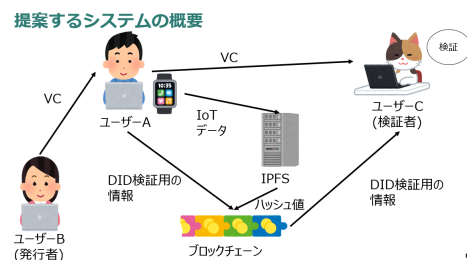 提案するシステムの概要
検証
VC
VC
10:35
ユーザーC
(検証者)
ユーザーA
IoT
データ
IPFS
DID検証用の
情報
DID検証用の
情報
ハッシュ値
ユーザーB
(発行者)
ブロックチェーン